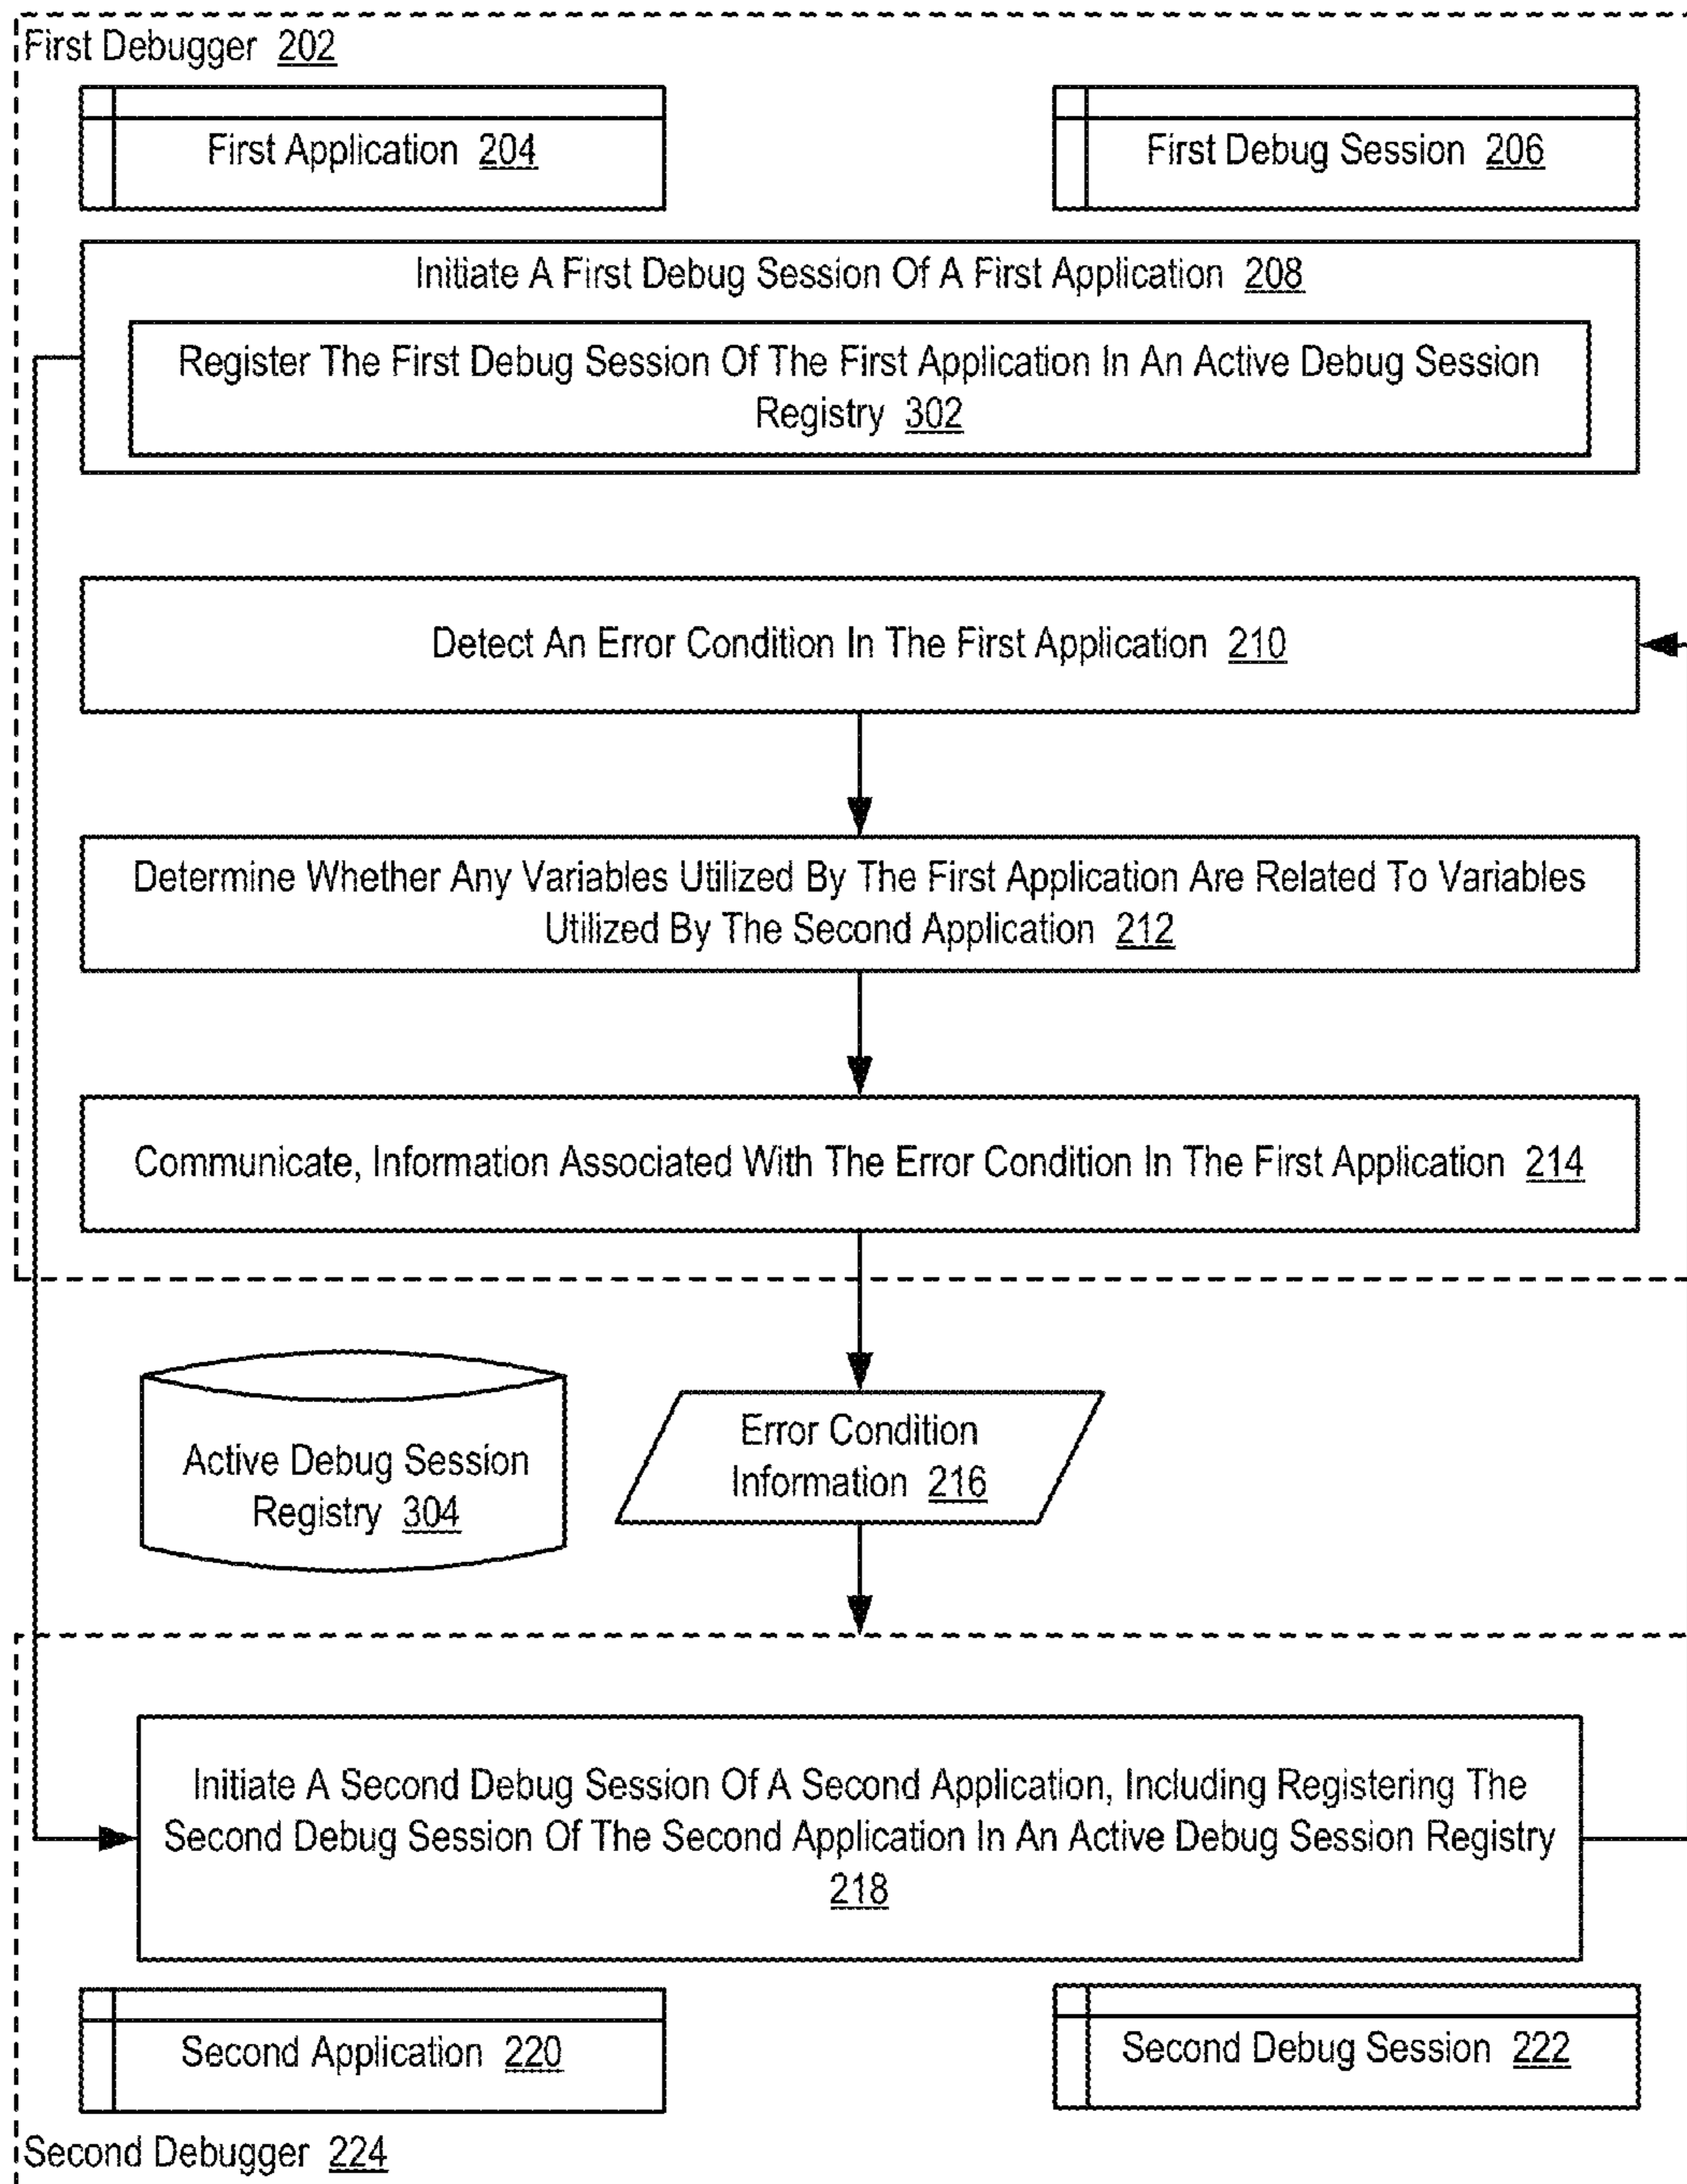 First Debugger 202
First Application 204
First Debug Session 206
Initiate A First Debug Session Of A First Application 208
Register The First Debug Session Of The First Application In An Active Debug Session
Registry 302
Detect An Error Condition In The First Application 210
Determine Whether Any Variables Utilized By The First Application Are Related To Variables
Utilized By The Second Application 212
Communicate, Information Associated With The Error Condition In The First Application 214
Active Debug Session
Registry 304
Error Condition
Information 216
Initiate A Second Debug Session Of A Second Application, Including Registering The
Second Debug Session Of The Second Application In An Active Debug Session Registry
218
Second Application 220
Second Debug Session 222
Second Debugger 224